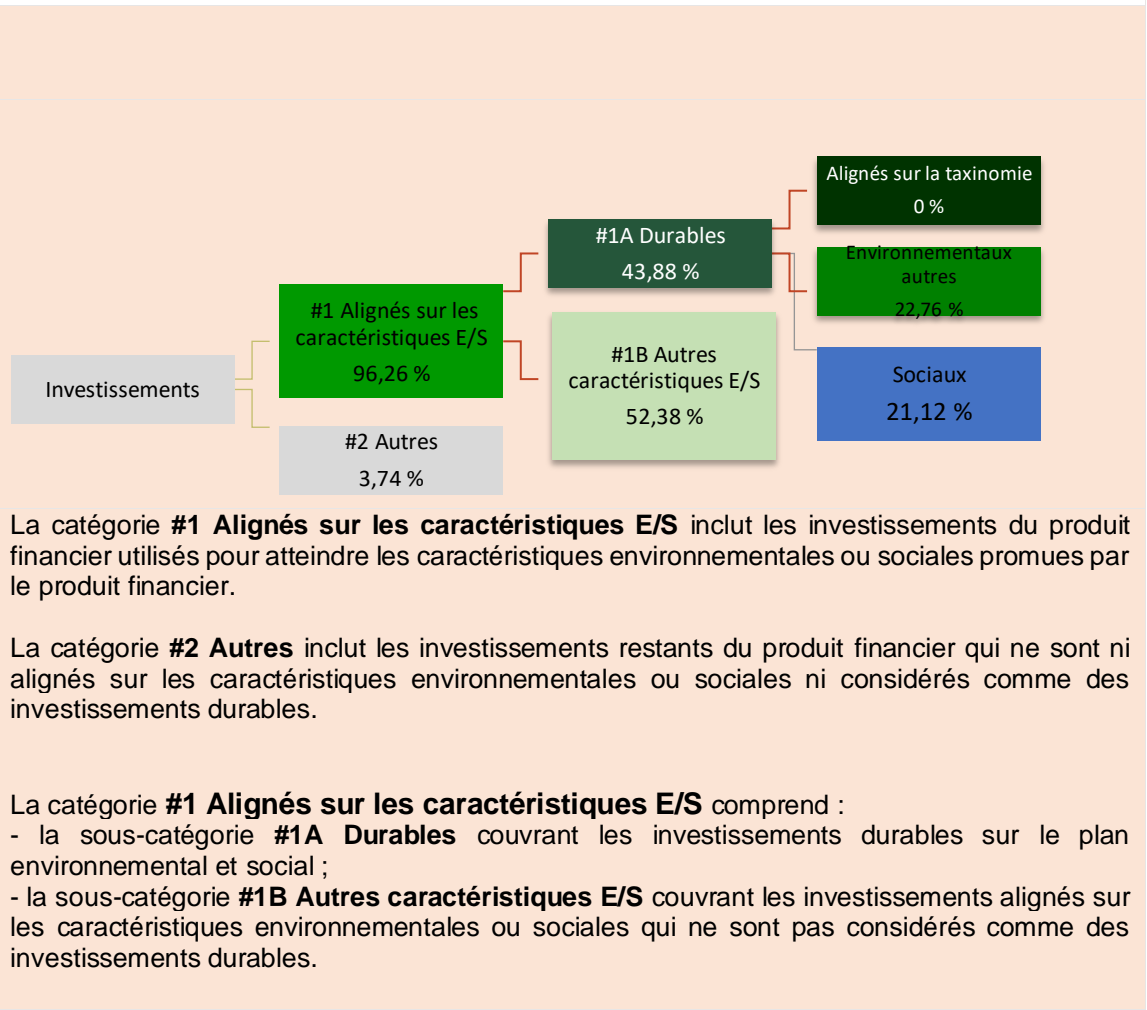 Alignés sur la taxinomie
0 %
#1A Durables
43,88 %
Environnementaux
autres
22,76 %
#1 Alignés sur les
caractéristiques E/S
96,26 %
#1B Autres
caractéristiques E/S
52,38 %
Sociaux
21,12 %
Investissements
#2 Autres
3,74 %
La catégorie #1 Alignés sur les caractéristiques E/S inclut les investissements du produit
financier utilisés pour atteindre les caractéristiques environnementales ou sociales promues par
le produit financier.
La catégorie #2 Autres inclut les investissements restants du produit financier qui ne sont ni
alignés sur les caractéristiques environnementales ou sociales ni considérés comme des
investissements durables.
La catégorie #1 Alignés sur les caractéristiques E/S comprend :
- la sous-catégorie #1A Durables couvrant les investissements durables sur le plan
environnemental et social ;
- la sous-catégorie #1B Autres caractéristiques E/S couvrant les investissements alignés sur
les caractéristiques environnementales ou sociales qui ne sont pas considérés comme des
investissements durables.